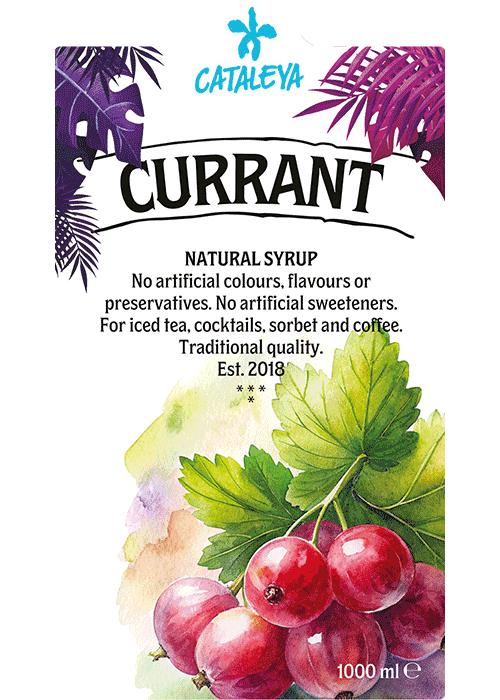 CATALEYA
CURRANT
NATURAL SYRUP
No artificial colours, flavours or
preservatives. No artificial sweeteners.
For iced tea, cocktails, sorbet and coffee.
Traditional quality.
Est. 2018
* * *
*
1000 ml ℮